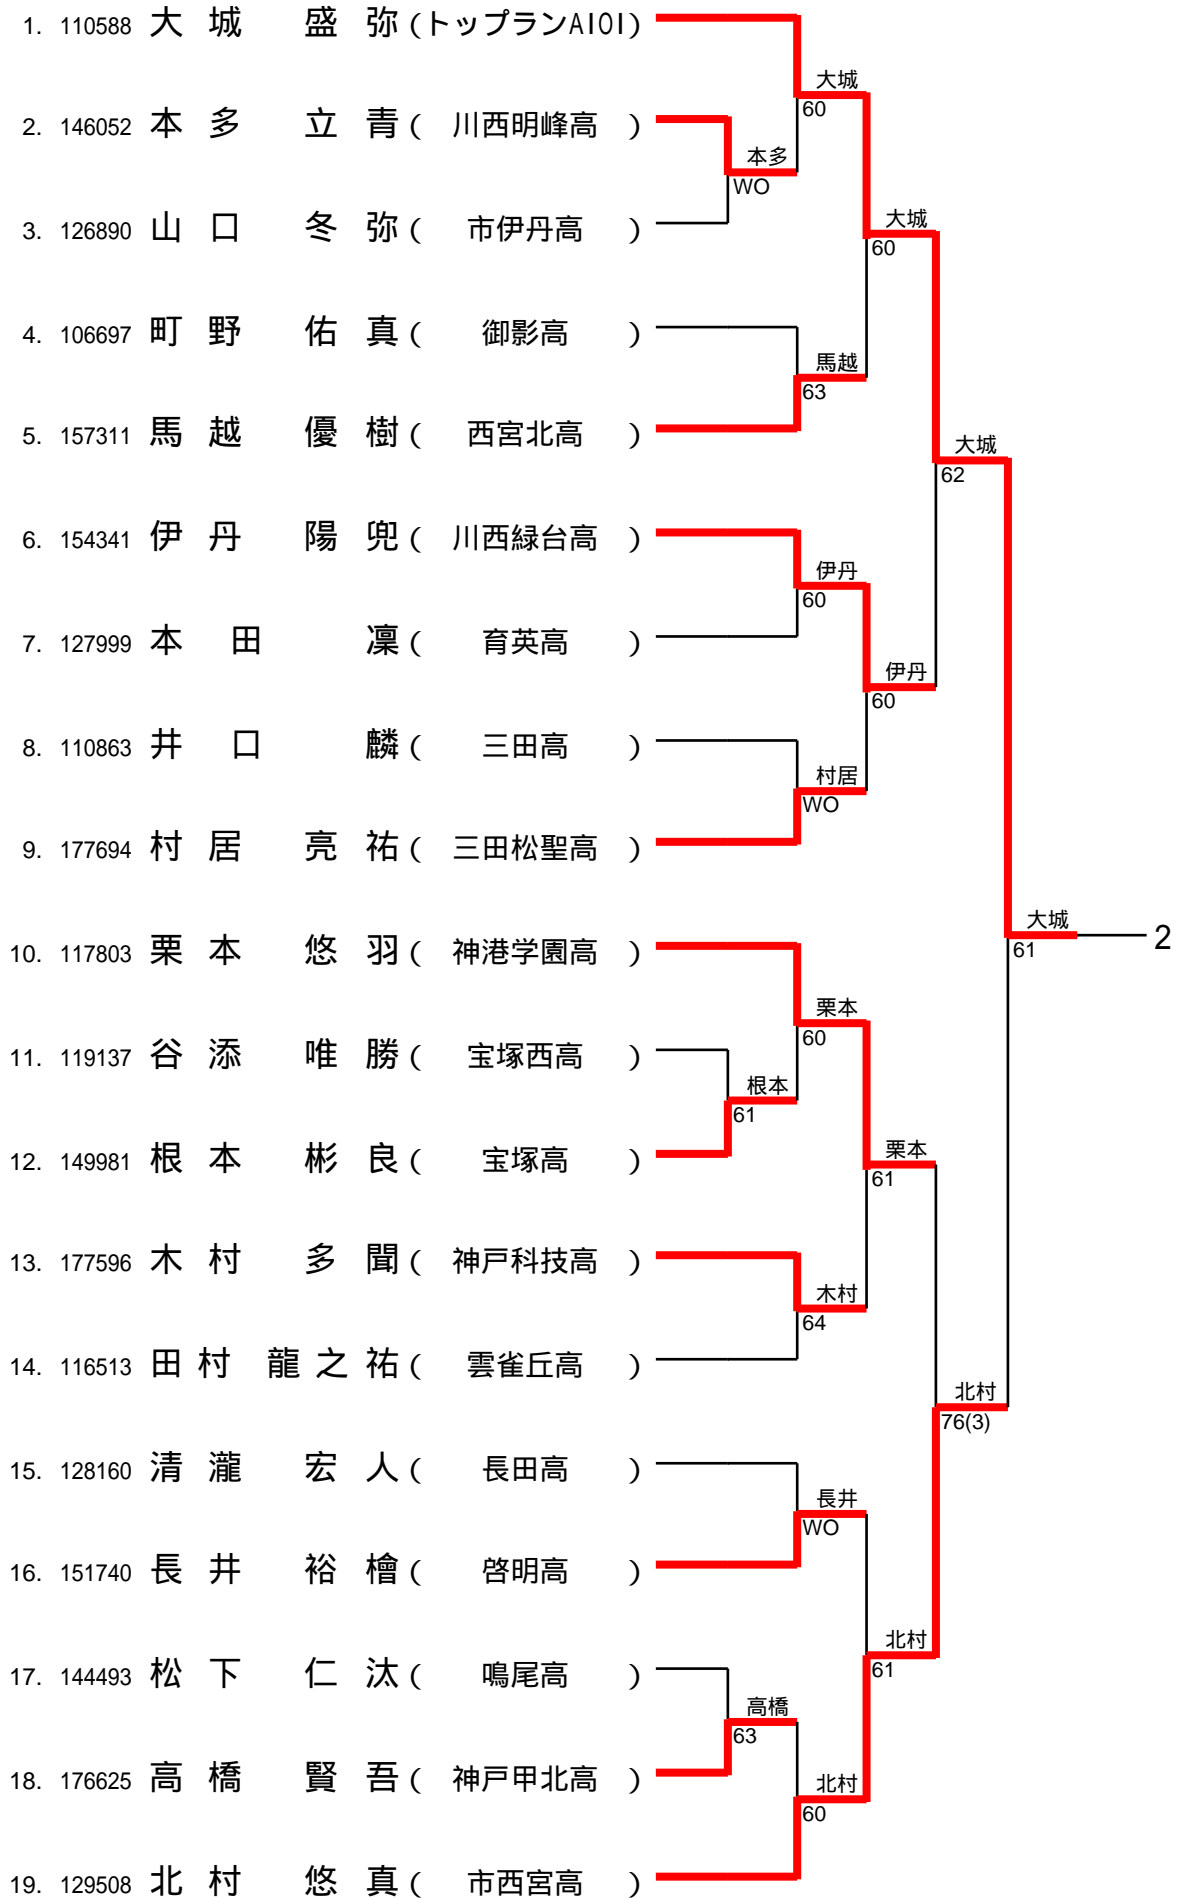 1. 110588 大城 盛弥 (トップランAIOI)
大城
60
2. 146052 本多 立青 ( 川西明峰高 )
本多
WO
3. 126890 山口 冬弥 ( 市伊丹高 )
大城
60
4. 106697 町野 佑真 ( 御影高 )
馬越
63
5. 157311 馬越 優樹 ( 西宮北高 )
大城
62
6. 154341 伊丹 陽兜 ( 川西緑台高 )
伊丹
60
7. 127999 本田 凜 ( 育英高 )
伊丹
60
8. 110863 井口 麟 ( 三田高 )
村居
WO
9. 177694 村居 亮祐 ( 三田松聖高 )
大城
61
2
10. 117803 栗本 悠羽 ( 神港学園高 )
栗本
60
11. 119137 谷添 唯勝 ( 宝塚西高 )
根本
61
12. 149981 根本 彬良 ( 宝塚高 )
栗本
61
13. 177596 木村 多聞 ( 神戸科技高 )
木村
64
14. 116513 田村 龍之祐 ( 雲雀丘高 )
北村
76(3)
15. 128160 清瀧 宏人 ( 長田高 )
長井
WO
16. 151740 長井 裕檜 ( 啓明高 )
北村
61
17. 144493 松下 仁汰 ( 鳴尾高 )
高橋
63
18. 176625 高橋 賢吾 ( 神戸甲北高 )
北村
60
19. 129508 北村 悠真 ( 市西宮高 )